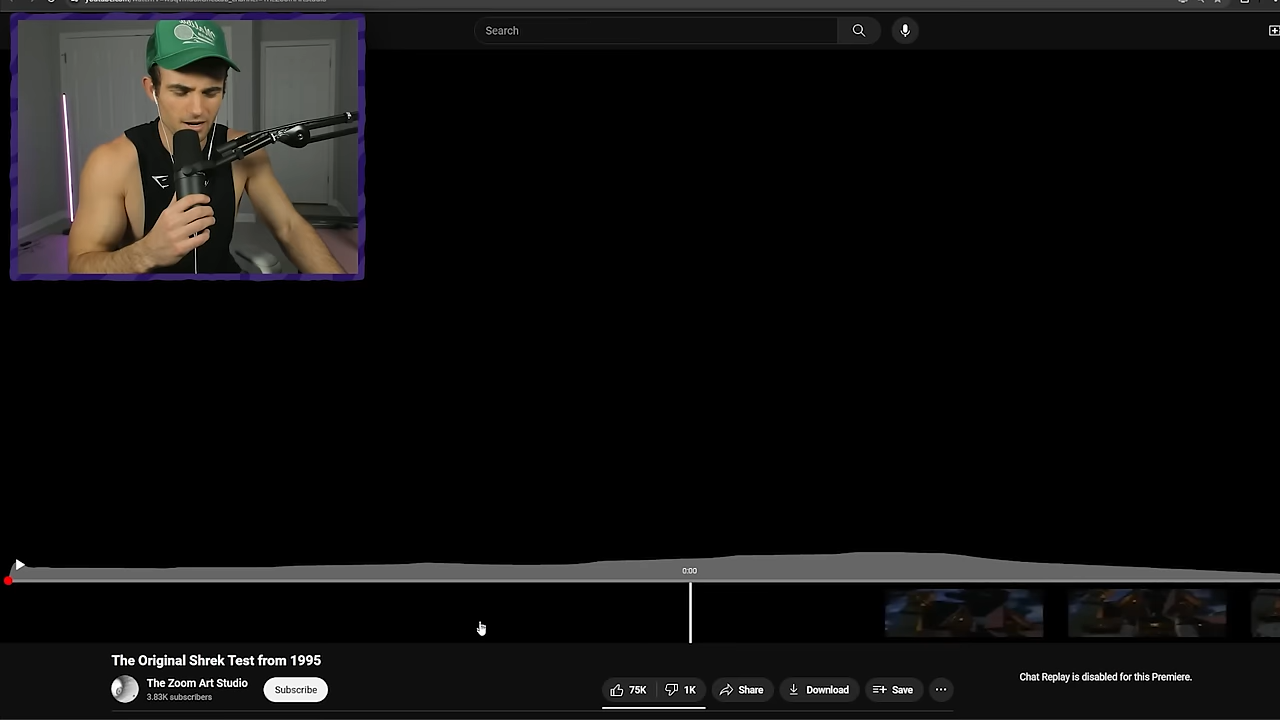 Search
0:00
The Original Shrek Test from 1995
The Zoom Art Studio
3.83K subscribers
Subscribe
75K
1K
Share
Download
Save
Chat Replay is disabled for this Premiere.